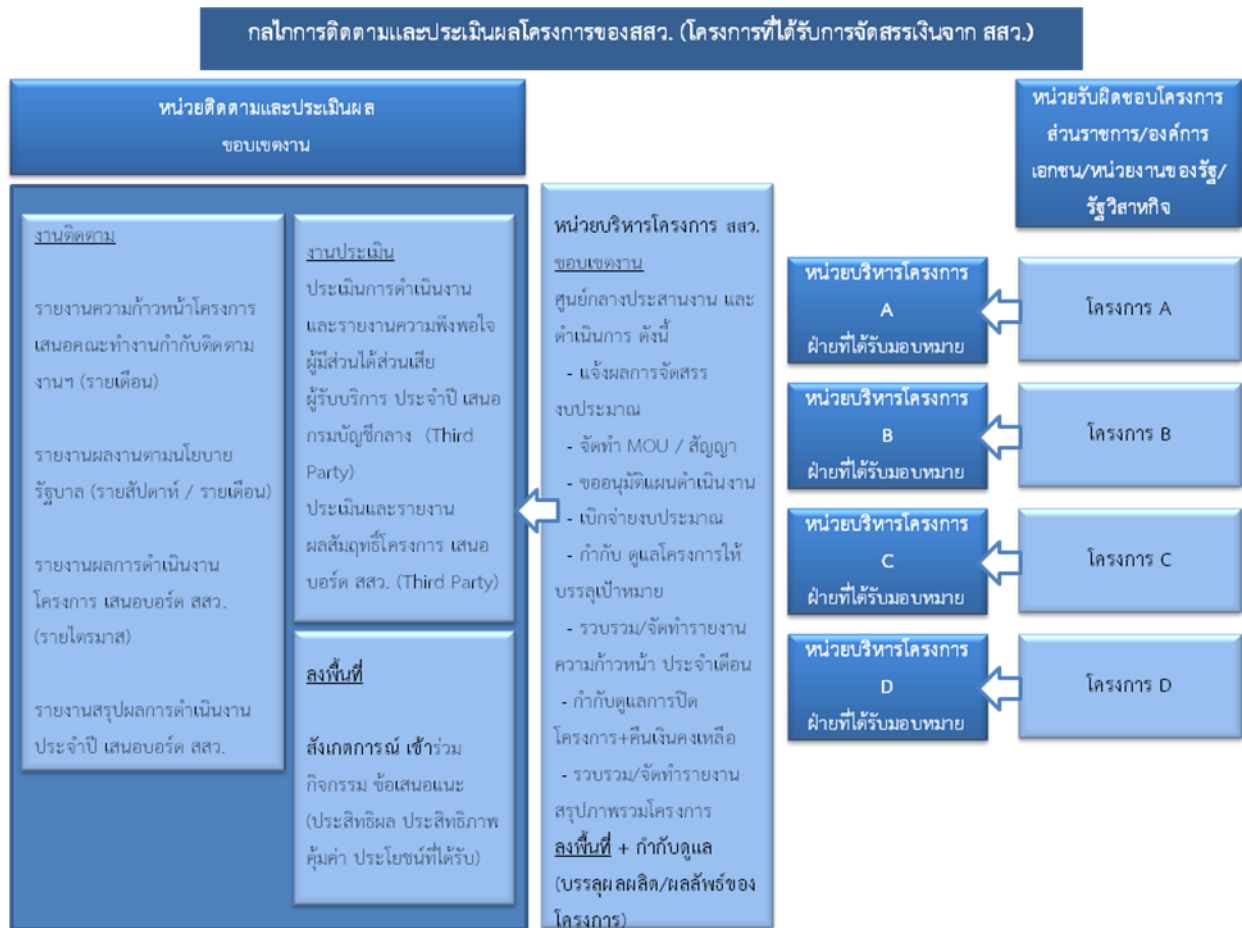 กลไกการติดตามและประเมินผลโครงการของสสว. (โครงการที่ได้รับการจัดสรรเงินจาก สสว.)
หน่วยติดตามและประเมินผล
ขอบเขตงาน
งานติดตาม
รายงานความก้าวหน้าโครงการ
เสนอคณะทำงานกำกับติดตาม
งานฯ (รายเดือน)
รายงานผลงานตามนโยบาย
รัฐบาล (รายสัปดาห์ / รายเดือน)
รายงานผลการดำเนินงาน
โครงการ เสนอบอร์ด สสว.
(รายไตรมาส)
รายงานสรุปผลการดำเนินงาน
ประจำปี เสนอบอร์ด สสว.
งานประเมิน
ประเมินการดำเนินงาน
และรายงานความพึงพอใจ
ผู้มีส่วนได้ส่วนเสีย
ผู้รับบริการ ประจำปี เสนอ
กรมบัญชีกลาง (Third
Party)
ประเมินและรายงาน
ผลสัมฤทธิ์โครงการ เสนอ
บอร์ด สสว. (Third Party)
ลงพื้นที่
สังเกตการณ์ เข้าร่วม
กิจกรรม ข้อเสนอแนะ
(ประสิทธิผล ประสิทธิภาพ
คุ้มค่า ประโยชน์ที่ได้รับ)
หน่วยบริหารโครงการ สสว.
ขอบเขตงาน
ศูนย์กลางประสานงาน และ
ดำเนินการ ดังนี้
- แจ้งผลการจัดสรร
งบประมาณ
- จัดทำ MOU / สัญญา
- ขออนุมัติแผนดำเนินงาน
- เบิกจ่ายงบประมาณ
- กำกับ ดูแลโครงการให้
บรรลุเป้าหมาย
- รวบรวม/จัดทำรายงาน
ความก้าวหน้า ประจำเดือน
- กำกับดูแลการปิด
โครงการ+คืนเงินคงเหลือ
- รวบรวม/จัดทำรายงาน
สรุปภาพรวมโครงการ
ลงพื้นที่ + กำกับดูแล
(บรรลุผลผลิต/ผลลัพธ์ของ
โครงการ)
หน่วยรับผิดชอบโครงการ
ส่วนราชการ/องค์การ
เอกชน/หน่วยงานของรัฐ/
รัฐวิสาหกิจ
หน่วยบริหารโครงการ
A
ฝ่ายที่ได้รับมอบหมาย
โครงการ A
หน่วยบริหารโครงการ
B
ฝ่ายที่ได้รับมอบหมาย
โครงการ B
หน่วยบริหารโครงการ
C
ฝ่ายที่ได้รับมอบหมาย
โครงการ C
หน่วยบริหารโครงการ
D
ฝ่ายที่ได้รับมอบหมาย
โครงการ D